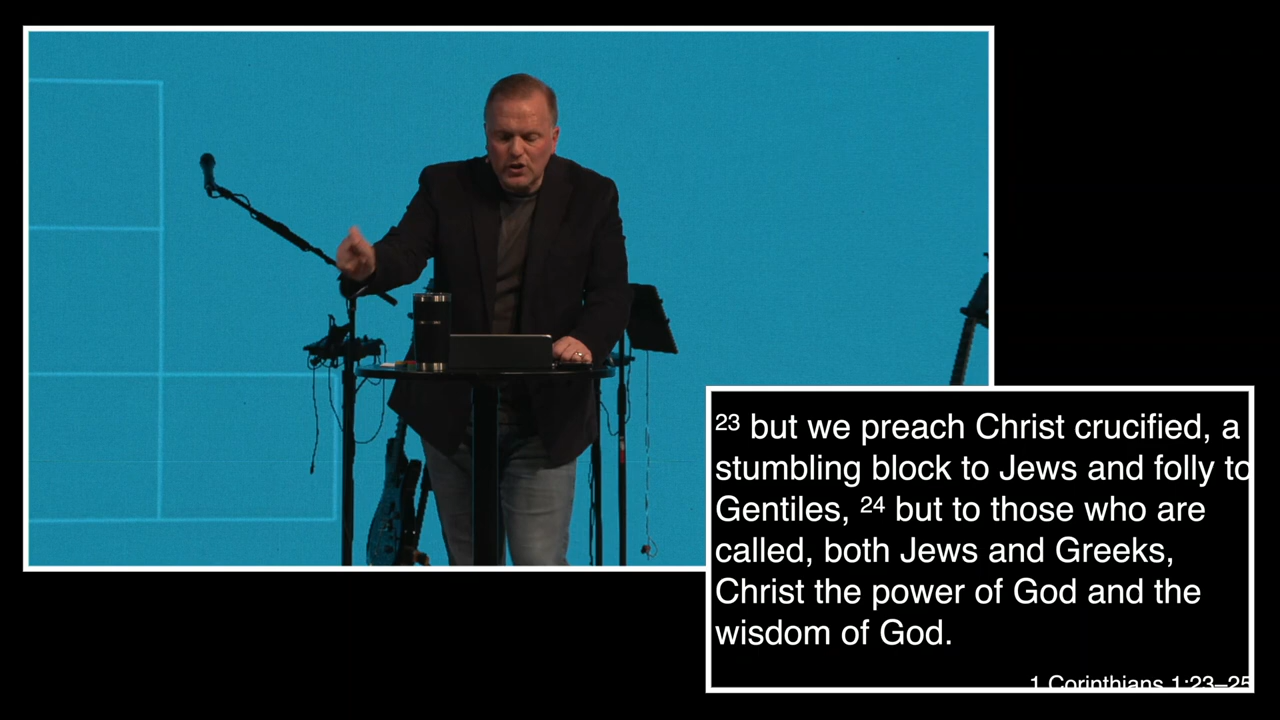 23 but we preach Christ crucified, a
stumbling block to Jews and folly to
Gentiles, 24 but to those who are
called, both Jews and Greeks,
Christ the power of God and the
wisdom of God.
1 Corinthians 1:23–25